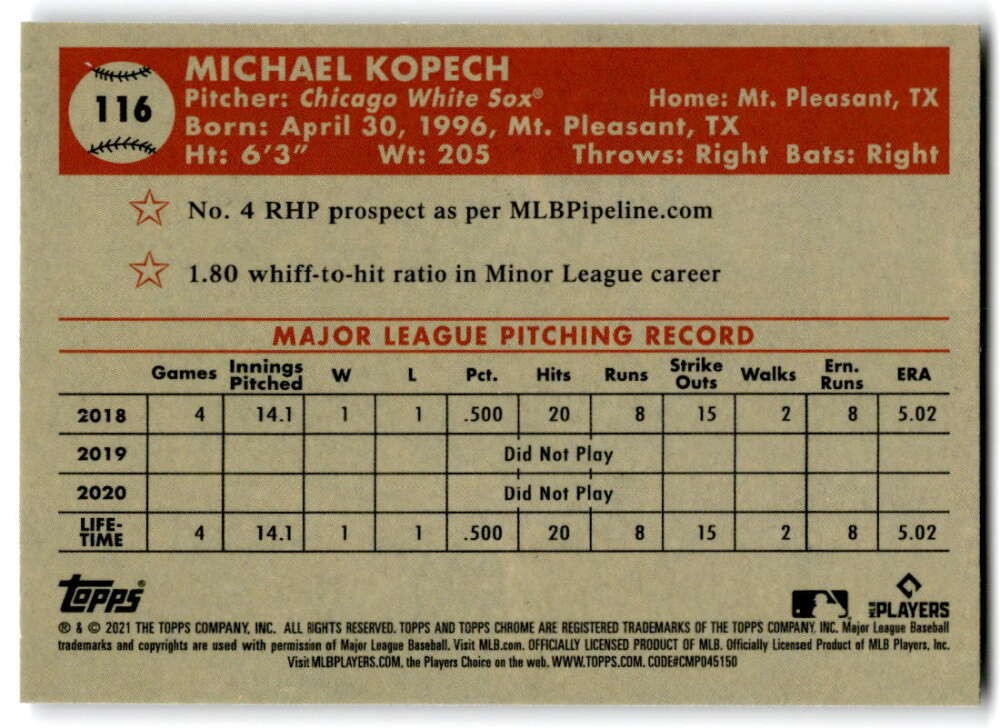 116
MICHAEL KOPECH
Pitcher: Chicago White Sox® Home: Mt. Pleasant, TX
Born: April 30, 1996, Mt. Pleasant, TX
Ht: 6'3" Wt: 205 Throws: Right Bats: Right
No. 4 RHP prospect as per MLBPipeline.com
1.80 whiff-to-hit ratio in Minor League career
MAJOR LEAGUE PITCHING RECORD
Games Innings Pitched W L Pct. Hits Runs Strike Outs Walks Ern. Runs ERA
2018 4 14.1 1 1 .500 20 8 15 2 8 5.02
2019 Did Not Play
2020 Did Not Play
LIFE-TIME 4 14.1 1 1 .500 20 8 15 2 8 5.02
Topps® MLB PLAYERS
® & © 2021 THE TOPPS COMPANY, INC. ALL RIGHTS RESERVED. TOPPS AND TOPPS CHROME ARE REGISTERED TRADEMARKS OF THE TOPPS COMPANY, INC. Major League Baseball
trademarks and copyrights are used with permission of Major League Baseball. Visit MLB.com. OFFICIALLY LICENSED PRODUCT OF MLB. Officially Licensed Product of MLB Players, Inc.
Visit MLBPLAYERS.COM, the Players Choice on the web. WWW.TOPPS.COM. CODE#CMP045150